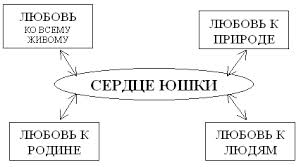 ЛЮБОВЬ
КО ВСЕМУ
ЖИВОМУ
ЛЮБОВЬ К
ПРИРОДЕ
СЕРДЦЕ ЮШКИ
ЛЮБОВЬ К
РОДИНЕ
ЛЮБОВЬ К
ЛЮДЯМ